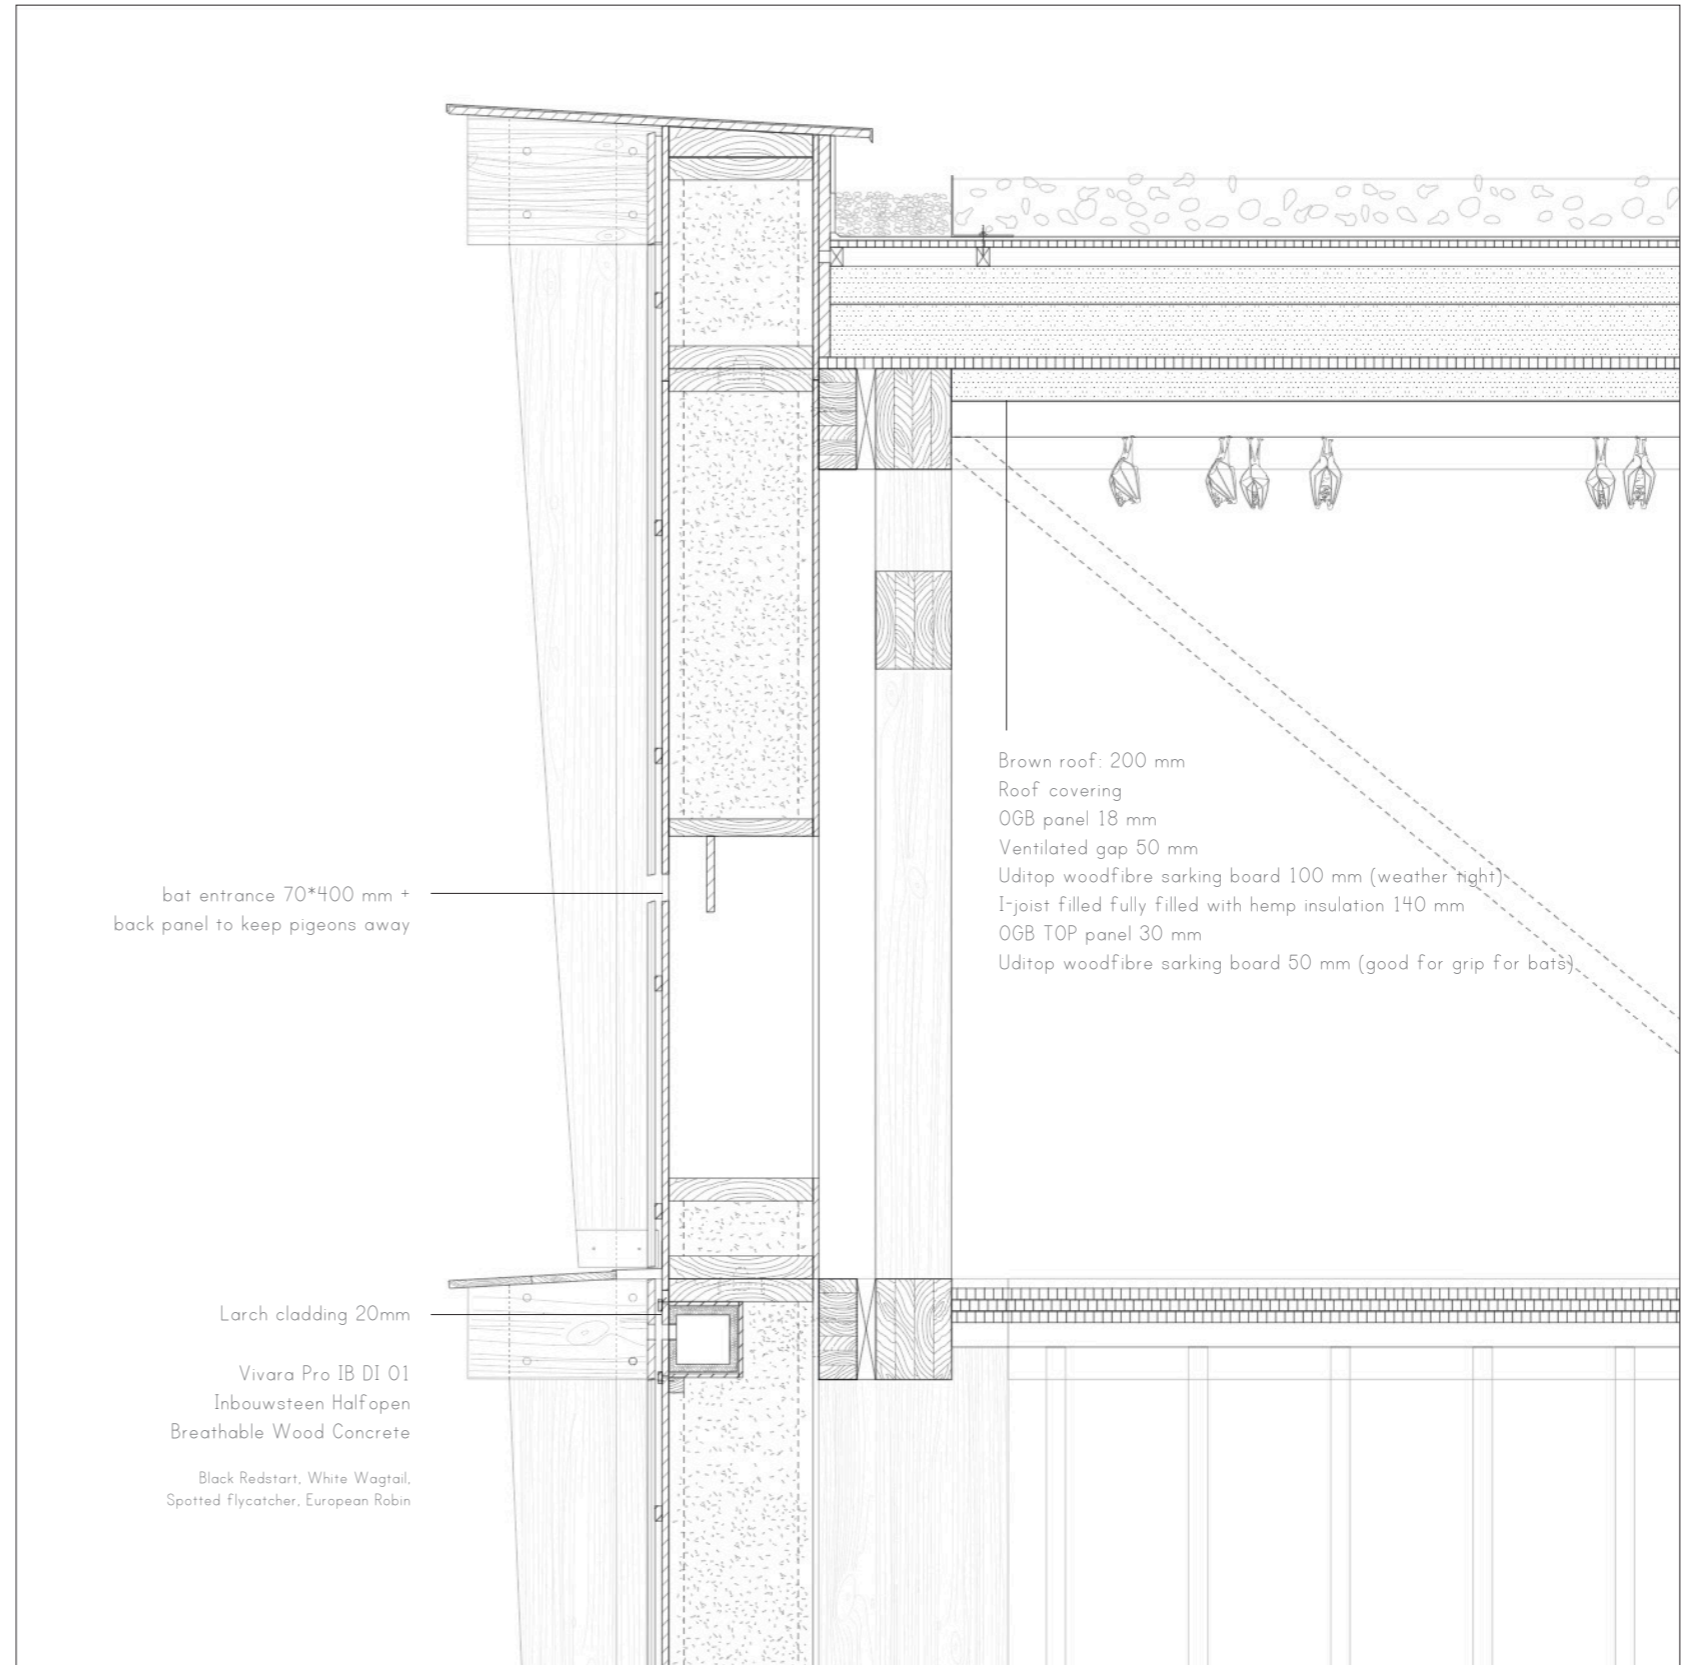 Brown roof: 200 mm
Roof covering
OGB panel 18 mm
Ventilated gap 50 mm
Uditop woodfibre sarking board 100 mm (weather tight)
I-joist filled fully filled with hemp insulation 140 mm
OGB TOP panel 30 mm
Uditop woodfibre sarking board 50 mm (good for grip for bats)
bat entrance 70*400 mm +
back panel to keep pigeons away
Larch cladding 20mm
Vivara Pro IB DI 01
Inbouwsteen Halfopen
Breathable Wood Concrete
Black Redstart, White Wagtail,
Spotted flycatcher, European Robin